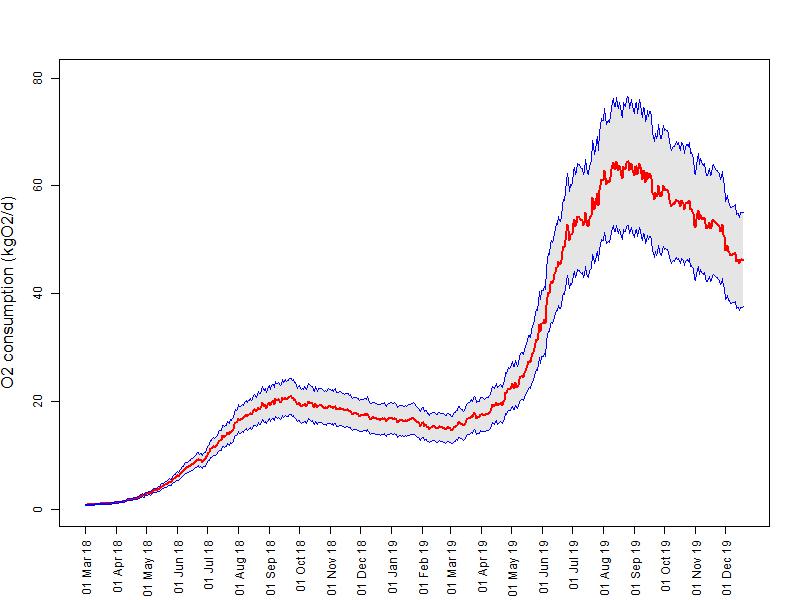 O2 consumption (kgO2/d)
80
60
40
20
0
01 Mar 18
01 Apr 18
01 May 18
01 Jun 18
01 Jul 18
01 Aug 18
01 Sep 18
01 Oct 18
01 Nov 18
01 Dec 18
01 Jan 19
01 Feb 19
01 Mar 19
01 Apr 19
01 May 19
01 Jun 19
01 Jul 19
01 Aug 19
01 Sep 19
01 Oct 19
01 Nov 19
01 Dec 19